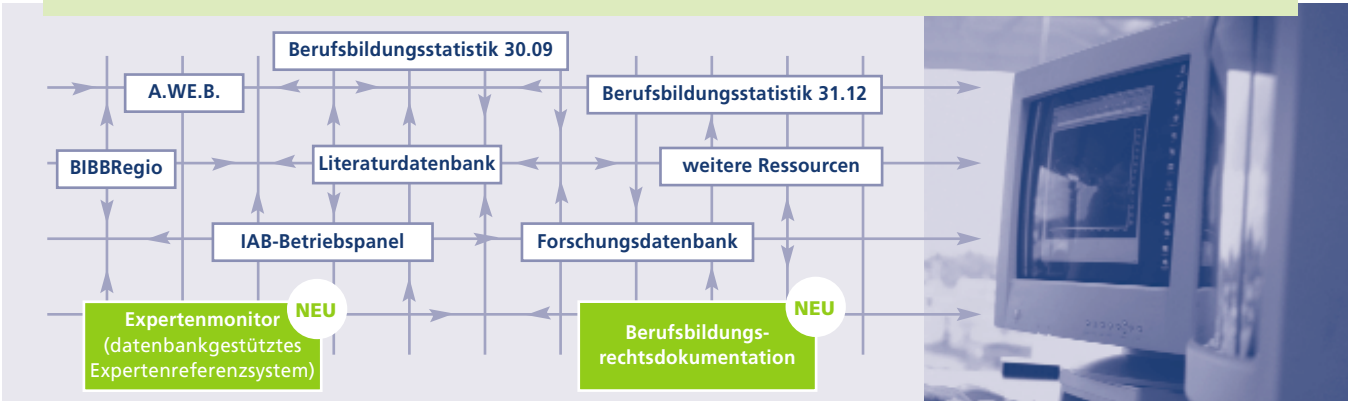 Berufsbildungsstatistik 30.09
A.WE.B.
Berufsbildungsstatistik 31.12
BIBBRegio
Literaturdatenbank
weitere Ressourcen
IAB-Betriebspanel
Forschungsdatenbank
NEU
Expertenmonitor
(datenbankgestütztes
Expertenreferenzsystem)
NEU
Berufsbildungs-
rechtsdokumentation